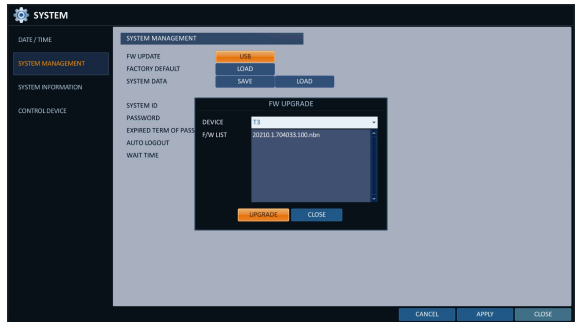 SYSTEM
DATE / TIME
SYSTEM MANAGEMENT
SYSTEM INFORMATION
CONTROL DEVICE
SYSTEM MANAGEMENT
FW UPDATE USB
FACTORY DEFAULT LOAD
SYSTEM DATA SAVE LOAD
SYSTEM ID
PASSWORD
EXPIRED TERM OF PASS
AUTO LOGOUT
WAIT TIME
FW UPGRADE
DEVICE T3
F/W LIST 20210.1.704033.100.nbn
UPGRADE CLOSE
CANCEL APPLY CLOSE